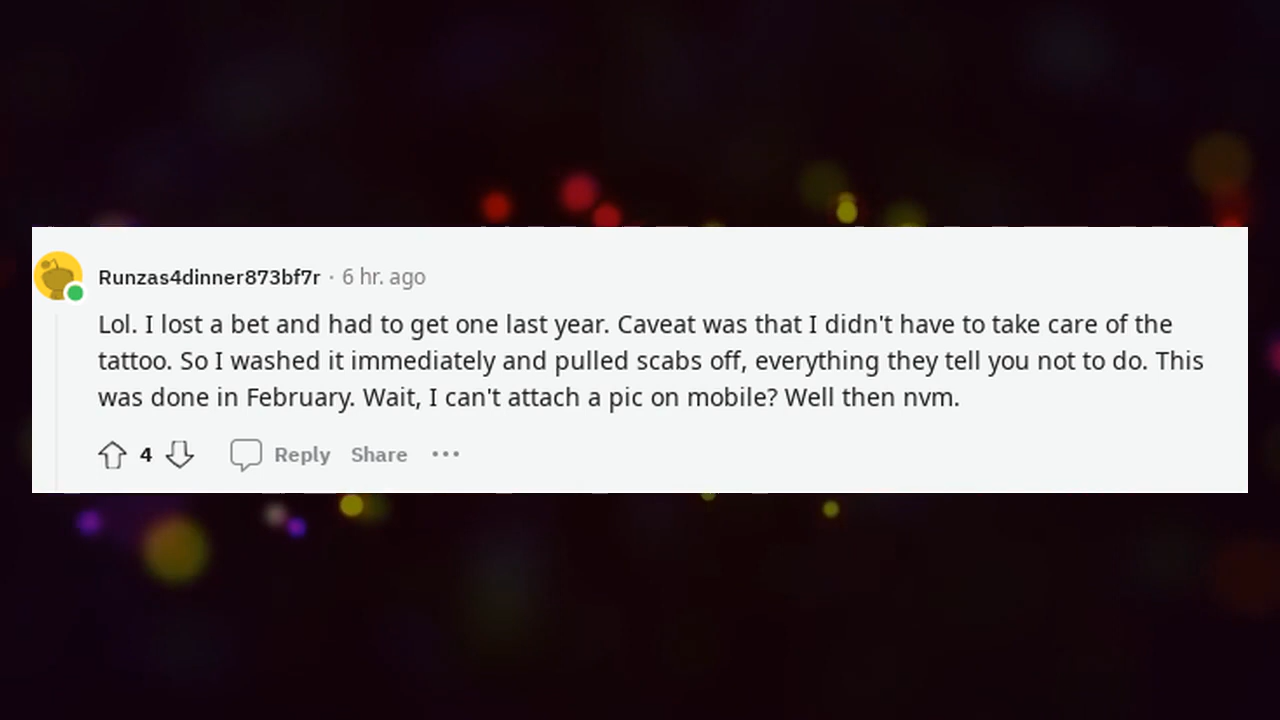 Runzas4dinner873bf7r · 6 hr. ago
Lol. I lost a bet and had to get one last year. Caveat was that I didn't have to take care of the
tattoo. So I washed it immediately and pulled scabs off, everything they tell you not to do. This
was done in February. Wait, I can't attach a pic on mobile? Well then nvm.
4 Reply Share ···